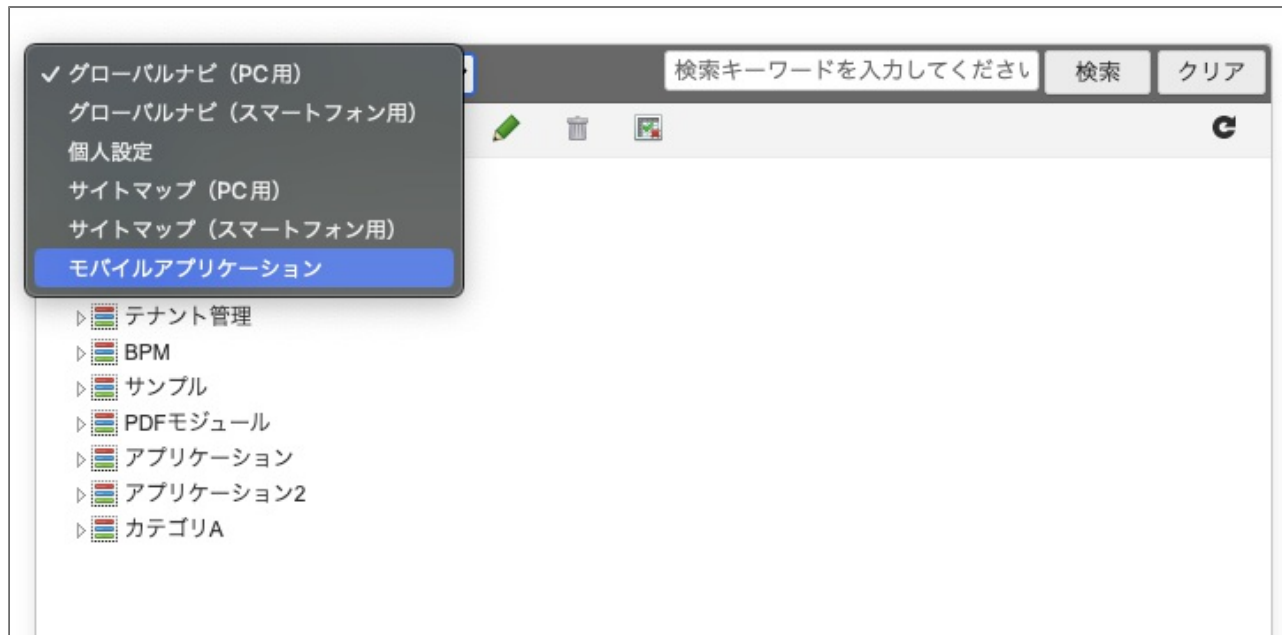 ✓ グローバルナビ（PC用）
検索キーワードを入力してください
検索
クリア
グローバルナビ（スマートフォン用）
個人設定
サイトマップ（PC用）
サイトマップ（スマートフォン用）
モバイルアプリケーション
テナント管理
BPM
サンプル
PDFモジュール
アプリケーション
アプリケーション2
カテゴリA